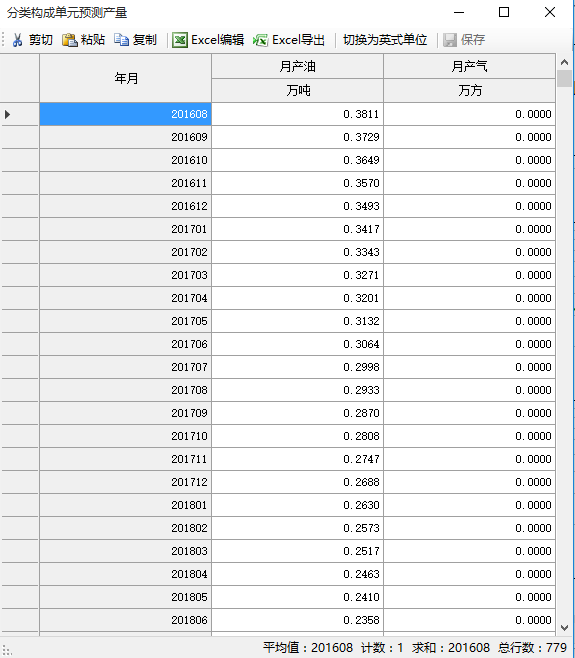 分类构成单元预测产量
剪切 粘贴 复制 Excel编辑 Excel导出 切换为英式单位 保存
年月 月产油 月产气
万吨 万方
201608 0.3811 0.0000
201609 0.3729 0.0000
201610 0.3649 0.0000
201611 0.3570 0.0000
201612 0.3493 0.0000
201701 0.3417 0.0000
201702 0.3343 0.0000
201703 0.3271 0.0000
201704 0.3201 0.0000
201705 0.3132 0.0000
201706 0.3064 0.0000
201707 0.2998 0.0000
201708 0.2933 0.0000
201709 0.2870 0.0000
201710 0.2808 0.0000
201711 0.2747 0.0000
201712 0.2688 0.0000
201801 0.2630 0.0000
201802 0.2573 0.0000
201803 0.2517 0.0000
201804 0.2463 0.0000
201805 0.2410 0.0000
201806 0.2358 0.0000
平均值：201608 计数：1 求和：201608 总行数：779